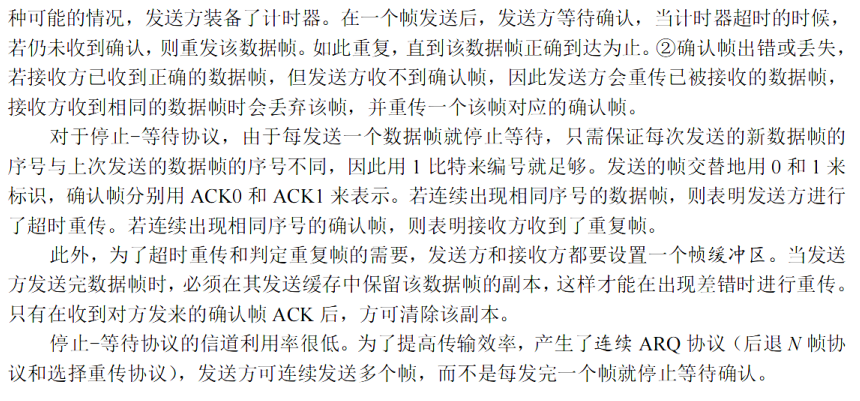 种可能的情况，发送方装备了计时器。在一个帧发送后，发送方等待确认，当计时器超时的时候，
若仍未收到确认，则重发该数据帧。如此重复，直到该数据帧正确到达为止。②确认帧出错或丢失，
若接收方已收到正确的数据帧，但发送方收不到确认帧，因此发送方会重传已被接收的数据帧，
接收方收到相同的数据帧时会丢弃该帧，并重传一个该帧对应的确认帧。
对于停止-等待协议，由于每发送一个数据帧就停止等待，只需保证每次发送的新数据帧的
序号与上次发送的数据帧的序号不同，因此用 1 比特来编号就足够。发送的帧交替地用 0 和 1 来
标识，确认帧分别用 ACK0 和 ACK1 来表示。若连续出现相同序号的数据帧，则表明发送方进行
了超时重传。若连续出现相同序号的确认帧，则表明接收方收到了重复帧。
此外，为了超时重传和判定重复帧的需要，发送方和接收方都要设置一个帧缓冲区。当发送
方发送完数据帧时，必须在其发送缓存中保留该数据帧的副本，这样才能在出现差错时进行重传。
只有在收到对方发来的确认帧 ACK 后，方可清除该副本。
停止-等待协议的信道利用率很低。为了提高传输效率，产生了连续 ARQ 协议（后退 N 帧协
议和选择重传协议），发送方可连续发送多个帧，而不是每发完一个帧就停止等待确认。